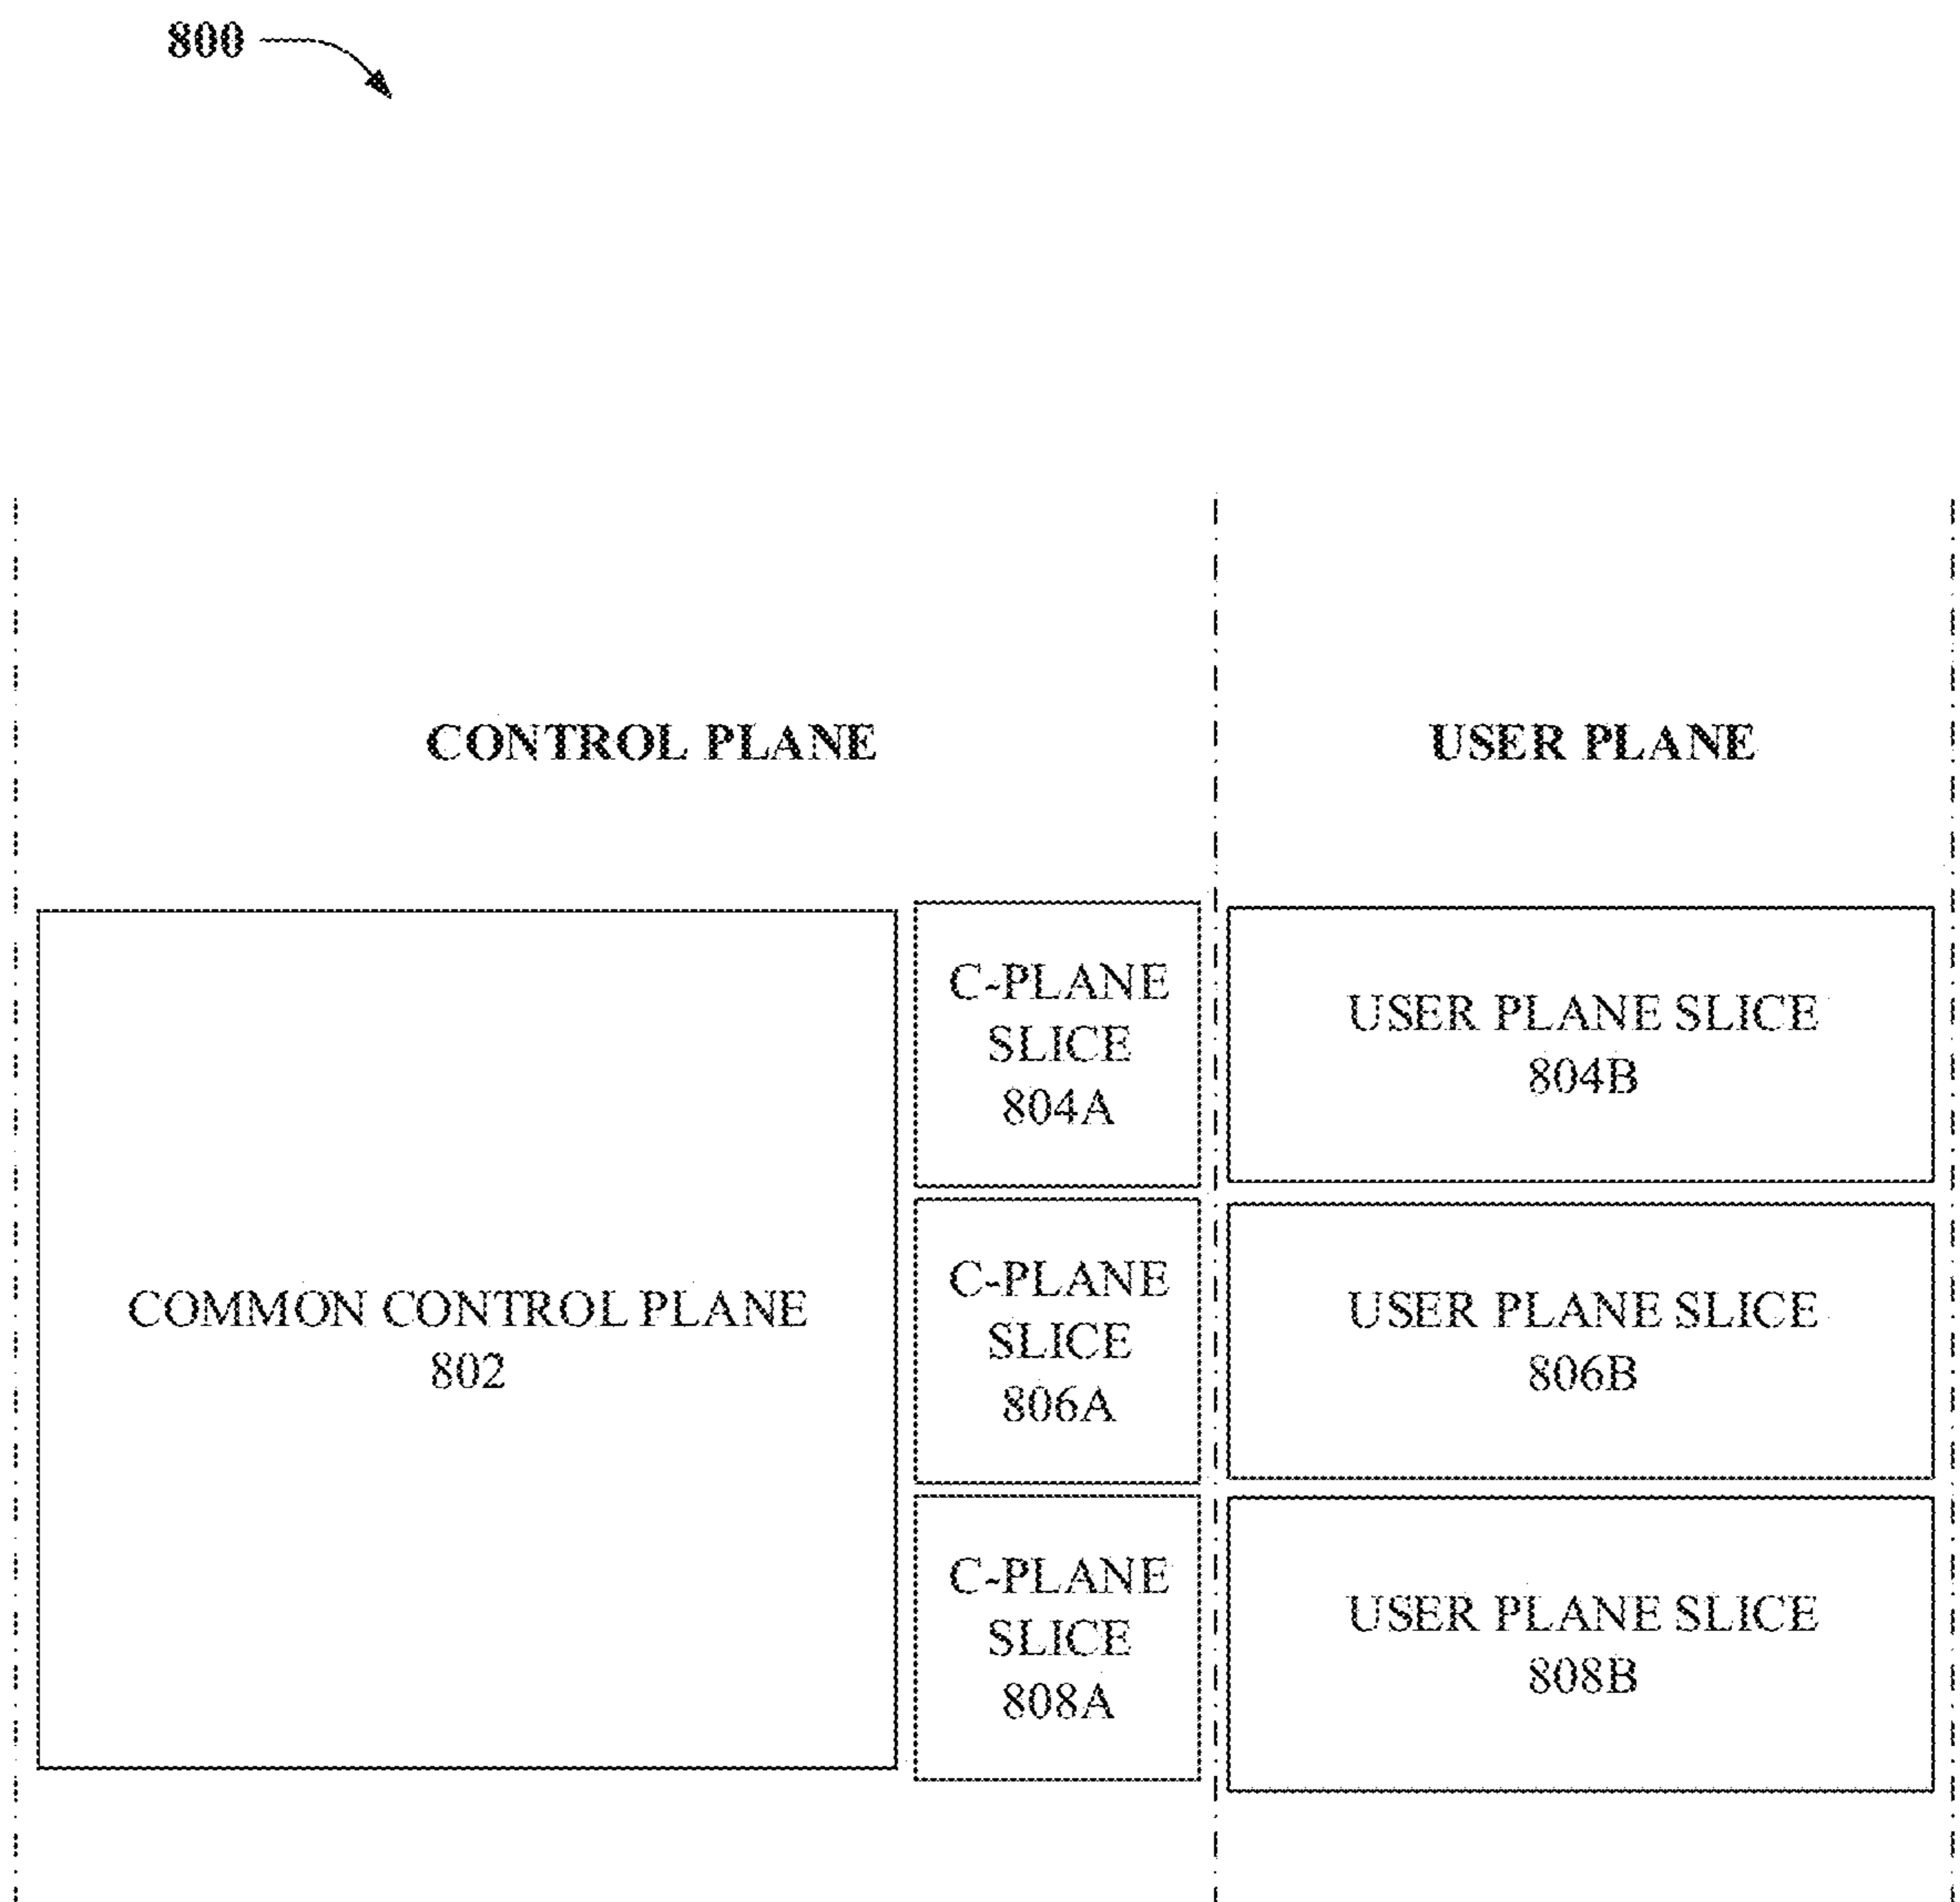 800
CONTROL PLANE
USER PLANE
COMMON CONTROL PLANE
802
C-PLANE
SLICE
804A
USER PLANE SLICE
804B
C-PLANE
SLICE
806A
USER PLANE SLICE
806B
C-PLANE
SLICE
808A
USER PLANE SLICE
808B